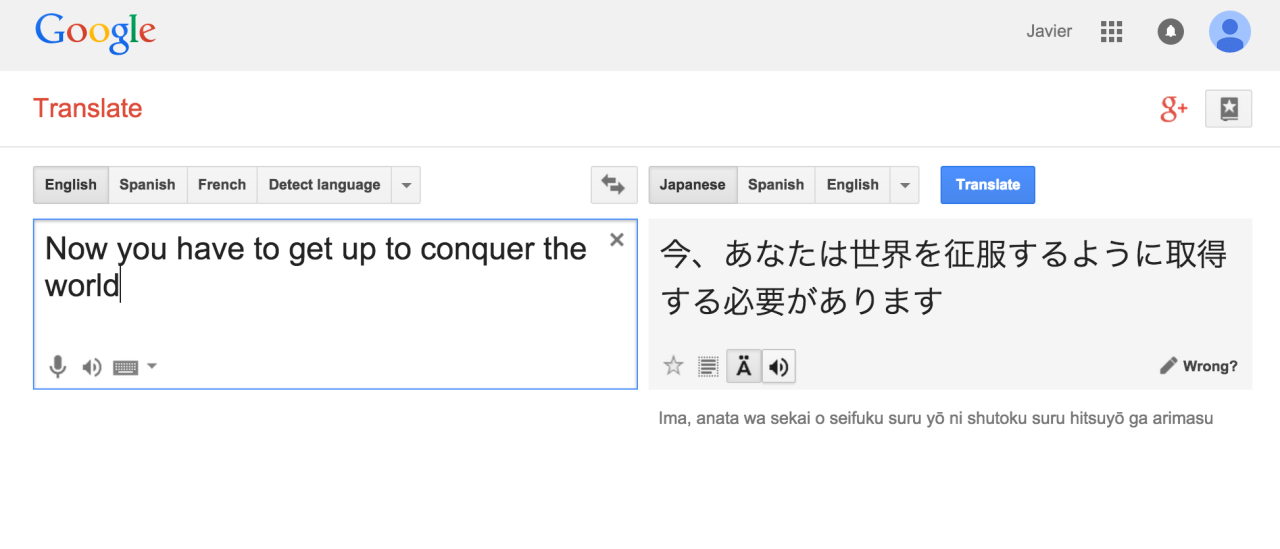 Google
Javier
Translate
g+
English Spanish French Detect language
Japanese Spanish English Translate
Now you have to get up to conquer the
world
今、あなたは世界を征服するように取得
する必要があります
Ä
Wrong?
Ima, anata wa sekai o seifuku suru yō ni shutoku suru hitsuyō ga arimasu